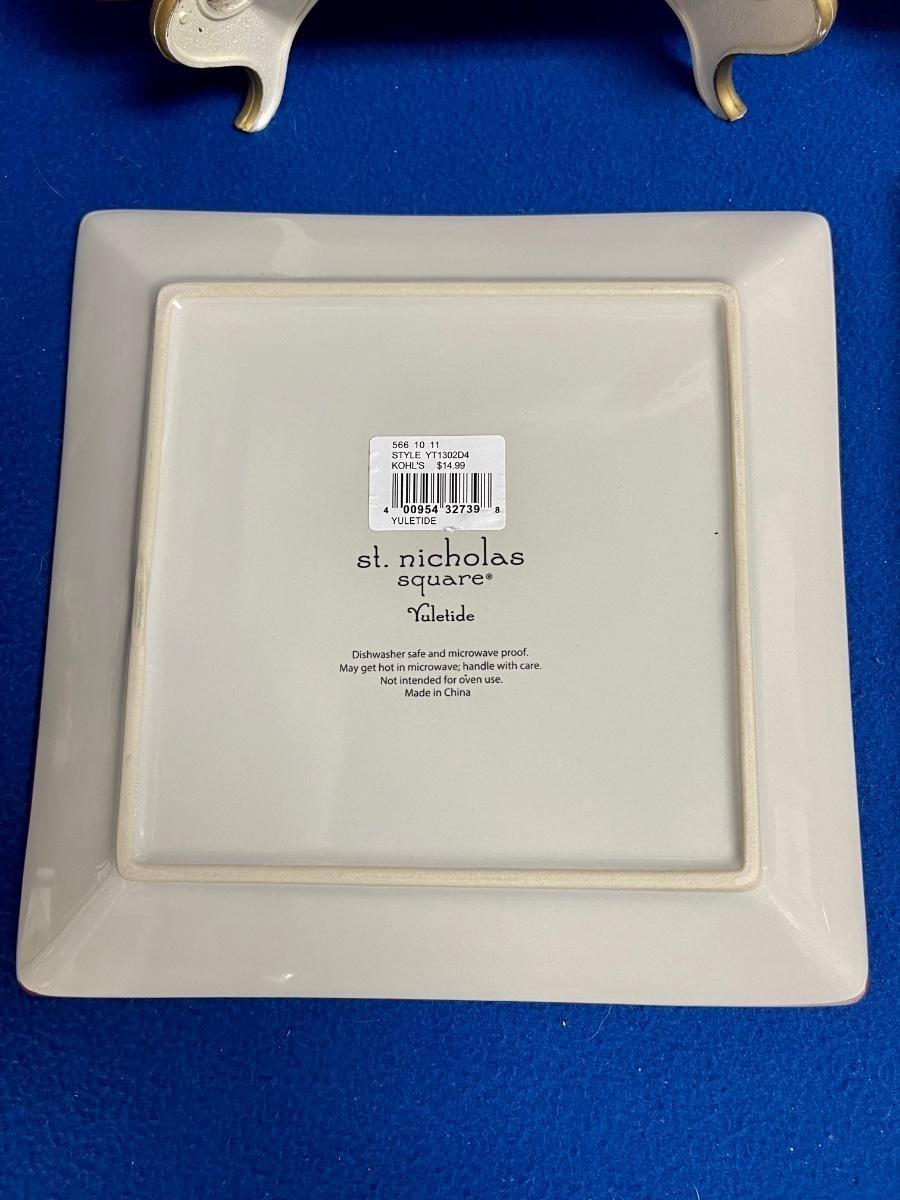 566 10 11
STYLE YT1302D4
KOHL'S $14.99
4 00954 32739 8
YULETIDE
st. nicholas
square®
Yuletide
Dishwasher safe and microwave proof.
May get hot in microwave; handle with care.
Not intended for oven use.
Made in China